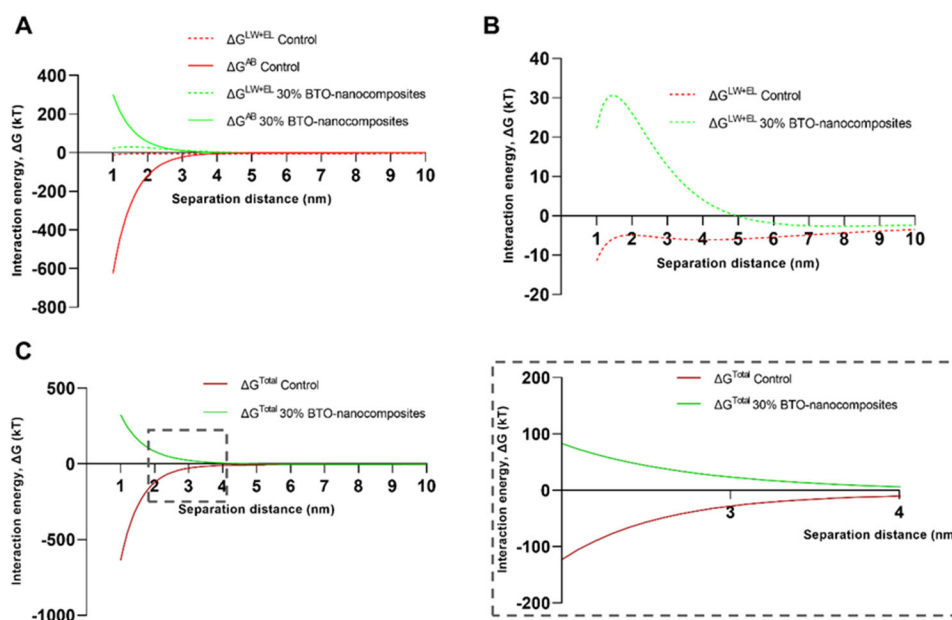 A
ΔG^LW+EL Control
ΔG^AB Control
ΔG^LW+EL 30% BTO-nanocomposites
ΔG^AB 30% BTO-nanocomposites
Interaction energy, ΔG (kT)
400
200
0
-200
-400
-600
-800
1 2 3 4 5 6 7 8 9 10
Separation distance (nm)
B
ΔG^LW+EL Control
ΔG^LW+EL 30% BTO-nanocomposites
Interaction energy, ΔG (kT)
40
30
20
10
0
-10
-20
1 2 3 4 5 6 7 8 9 10
Separation distance (nm)
C
ΔG^Total Control
ΔG^Total 30% BTO-nanocomposites
Interaction energy, ΔG (kT)
500
0
-500
-1000
1 2 3 4 5 6 7 8 9 10
Separation distance (nm)
ΔG^Total Control
ΔG^Total 30% BTO-nanocomposites
Interaction energy, ΔG (kT)
200
100
0
-100
-200
3 4
Separation distance (nm